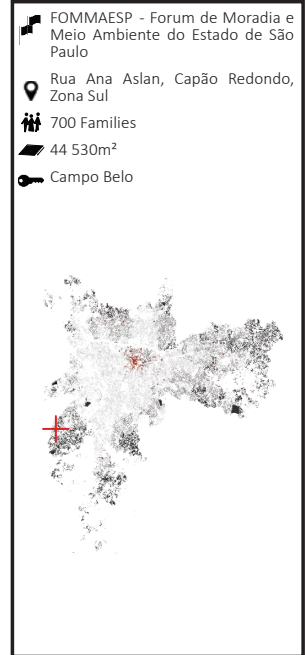 FOMMAESP - Forum de Moradia e
Meio Ambiente do Estado de São
Paulo
Rua Ana Aslan, Capão Redondo,
Zona Sul
700 Families
44 530m²
Campo Belo